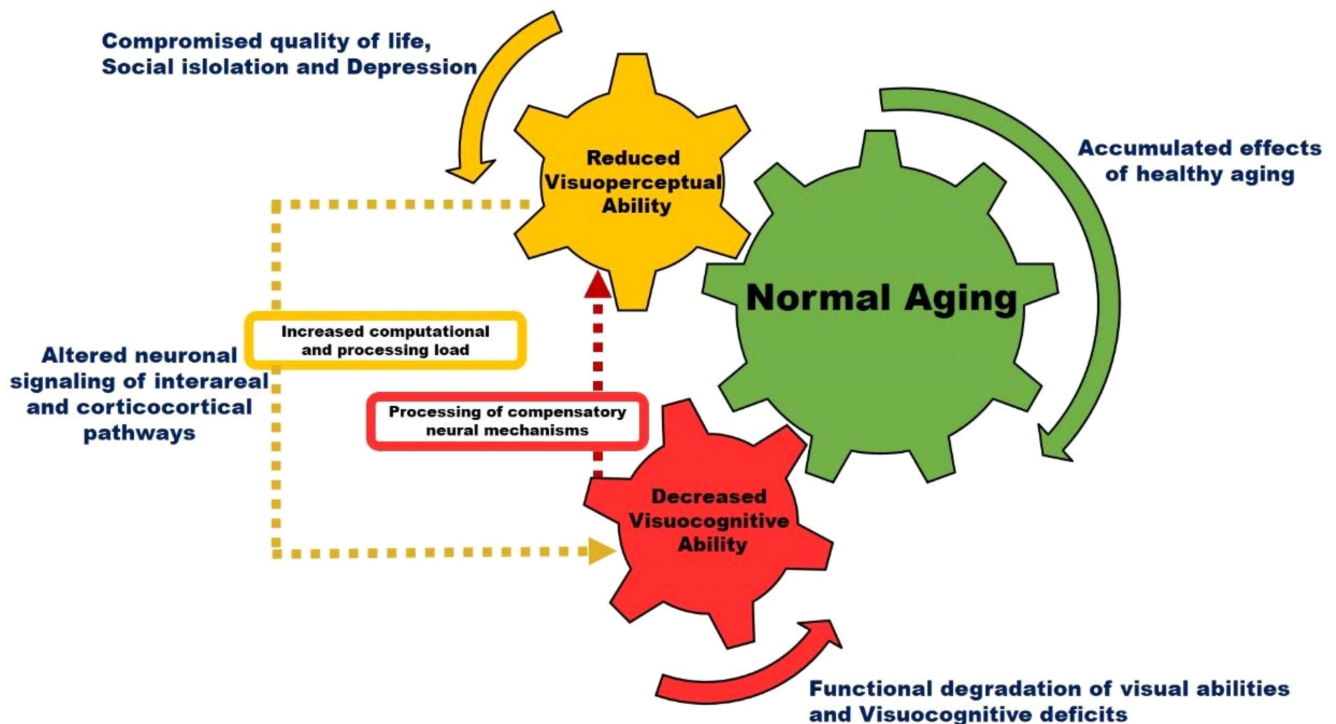 Compromised quality of life,
Social islolation and Depression
Reduced
Visuoperceptual
Ability
Accumulated effects
of healthy aging
Normal Aging
Increased computational
and processing load
Altered neuronal
signaling of interareal
and corticocortical
pathways
Processing of compensatory
neural mechanisms
Decreased
Visuocognitive
Ability
Functional degradation of visual abilities
and Visuocognitive deficits